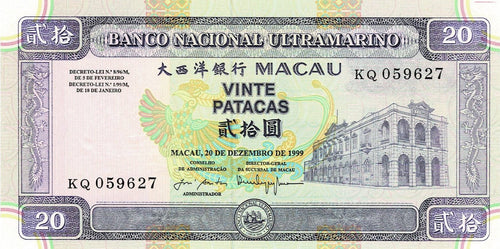 貳拾 BANCO NACIONAL ULTRAMARINO 20
大西洋銀行 MACAU
DECRETO-LEI N.º 8/96/M,
DE 5 DE FEVEREIRO
DECRETO-LEI N.º 1/99/M,
DE 18 DE JANEIRO
KQ 059627
VINTE
PATACAS
貳拾圓
MACAU, 20 DE DEZEMBRO DE 1999
CONSELHO
DE ADMINISTRAÇÃO
DIRECTOR-GERAL
DA SUCURSAL DE MACAU
KQ 059627
ADMINISTRADOR
20 貳拾